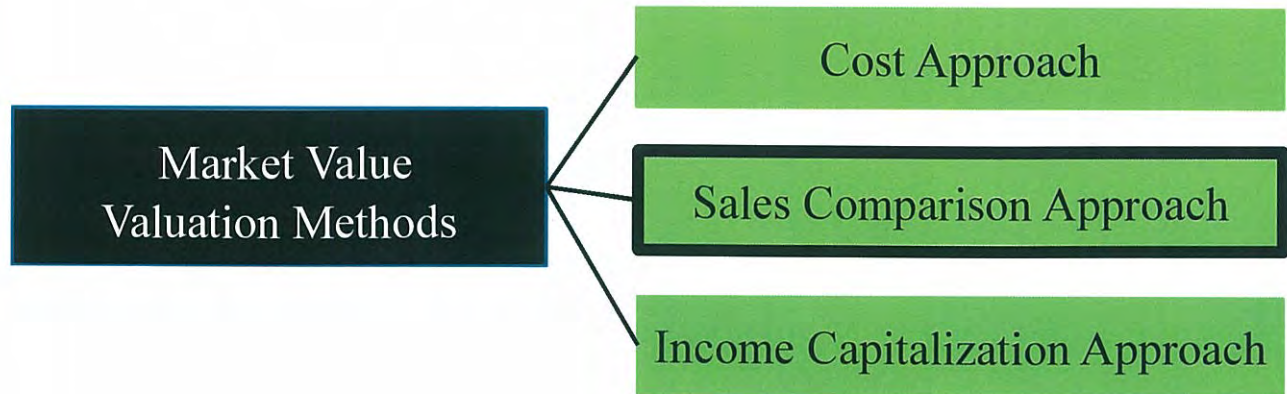 Market Value
Valuation Methods
Cost Approach
Sales Comparison Approach
Income Capitalization Approach